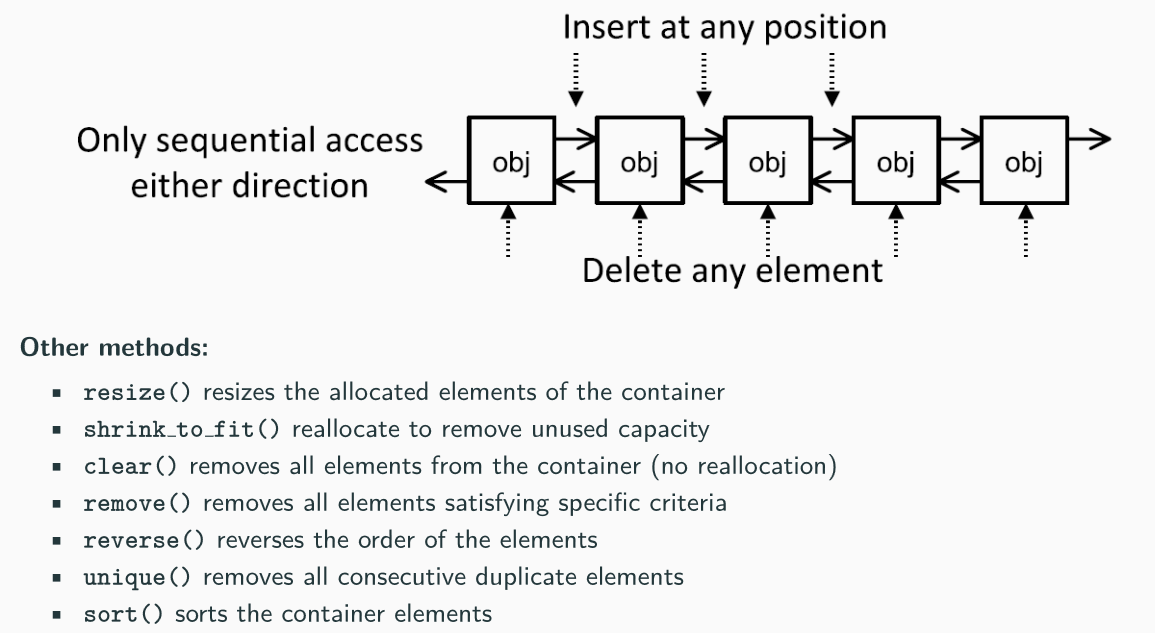 Insert at any position
Only sequential access
either direction
obj obj obj obj obj
Delete any element
Other methods:
▪ resize() resizes the allocated elements of the container
▪ shrink_to_fit() reallocate to remove unused capacity
▪ clear() removes all elements from the container (no reallocation)
▪ remove() removes all elements satisfying specific criteria
▪ reverse() reverses the order of the elements
▪ unique() removes all consecutive duplicate elements
▪ sort() sorts the container elements